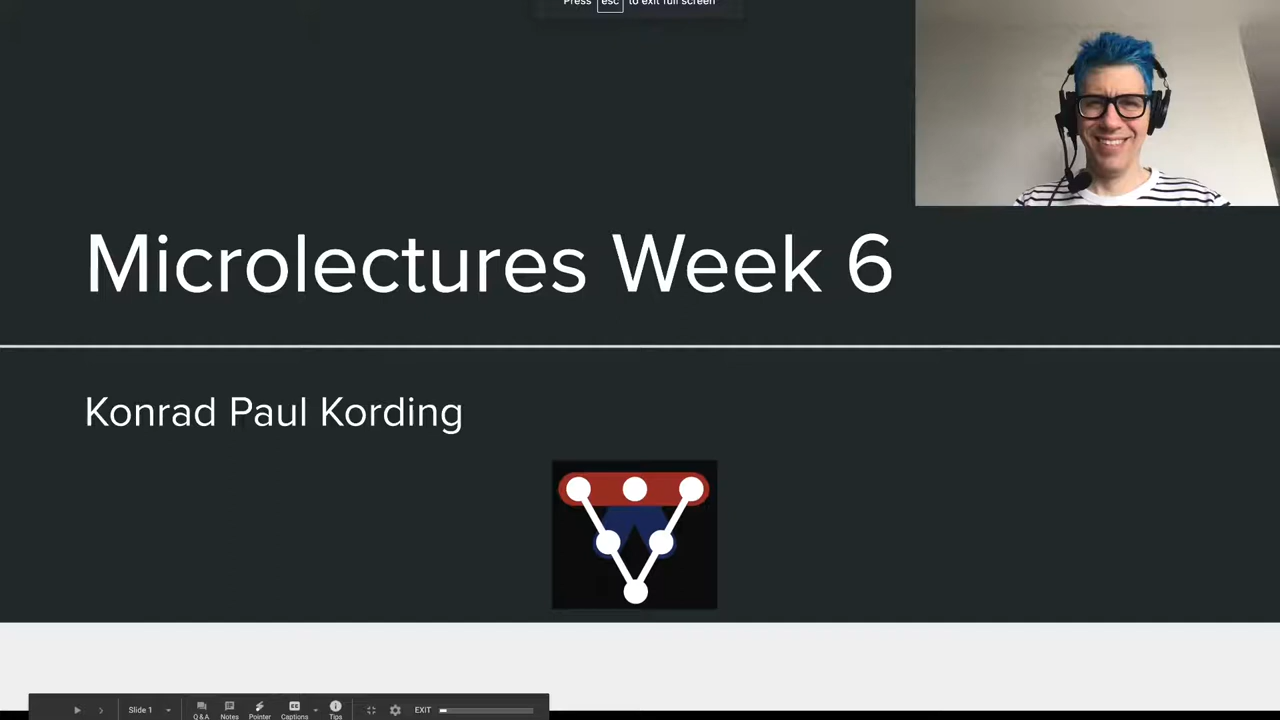 Press esc to exit full screen
Microlectures Week 6
Konrad Paul Kording
Slide 1
Q&A Notes Pointer Captions Tips
EXIT